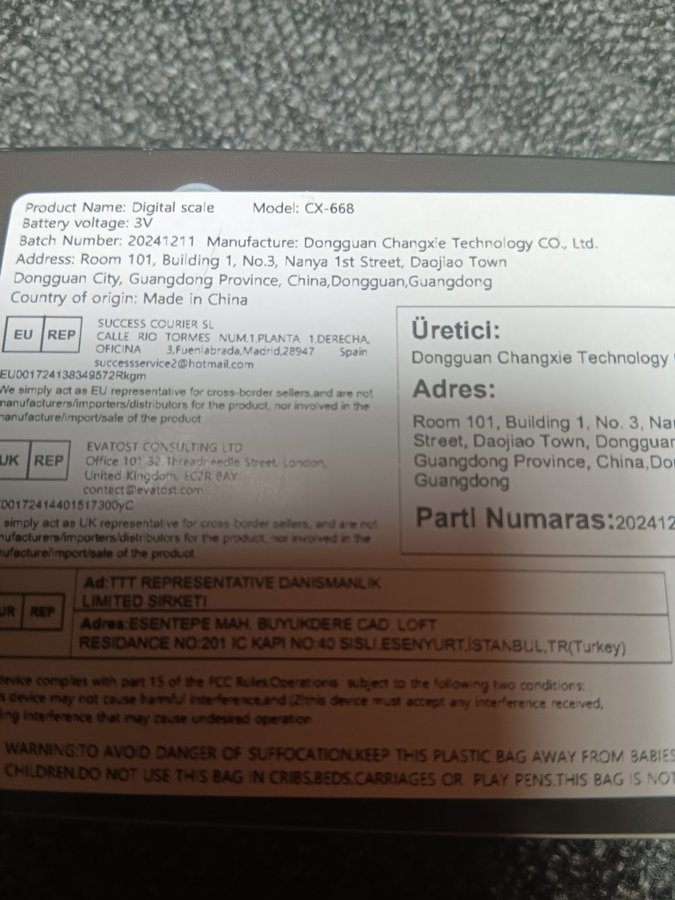 Product Name: Digital scale Model: CX-668
Battery voltage: 3V
Batch Number: 20241211 Manufacture: Dongguan Changxie Technology CO., Ltd.
Address: Room 101, Building 1, No.3, Nanya 1st Street, Daojiao Town
Dongguan City, Guangdong Province, China,Dongguan,Guangdong
Country of origin: Made in China
EU REP
SUCCESS COURIER SL
CALLE RIO TORMES NUM.1,PLANTA 1,DERECHA,
OFICINA 3,Fuenlabrada,Madrid,28947 Spain
successservice2@hotmail.com
EU001724138349572Rkgm
We simply act as EU representative for cross-border sellers,and are not
manufacturers/importers/distributors for the product, nor involved in the
manufacture/import/sale of the product
UK REP
EVATOST CONSULTING LTD
Office 101 32 Threadneedle Street, London,
United Kingdom, EC2R 8AY
contact@evatost.com
00172414401517300yC
simply act as UK representative for cross-border sellers, and are not
nufacturers/importers/distributors for the product, nor involved in the
nufacture/import/sale of the product
Üretici:
Dongguan Changxie Technology
Adres:
Room 101, Building 1, No. 3, Na
Street, Daojiao Town, Dongguan
Guangdong Province, China,Do
Guangdong
Parti Numaras:202412
UR REP
Ad:TTT REPRESENTATIVE DANISMANLIK
LIMITED SIRKETI
Adres:ESENTEPE MAH. BUYUKDERE CAD. LOFT
RESIDANCE NO:201 IC KAPI NO:40 SISLI,ESENYURT,İSTANBUL,TR(Turkey)
device complies with part 15 of the FCC Rules.Operationis subject to the following two conditions:
s device may not cause harmful interference,and (2)this device must accept any interference received,
ding interference that may cause undesired operation
WARNING:TO AVOID DANGER OF SUFFOCATION,KEEP THIS PLASTIC BAG AWAY FROM BABIES
CHILDREN.DO NOT USE THIS BAG IN CRIBS,BEDS,CARRIAGES OR PLAY PENS.THIS BAG IS NOT